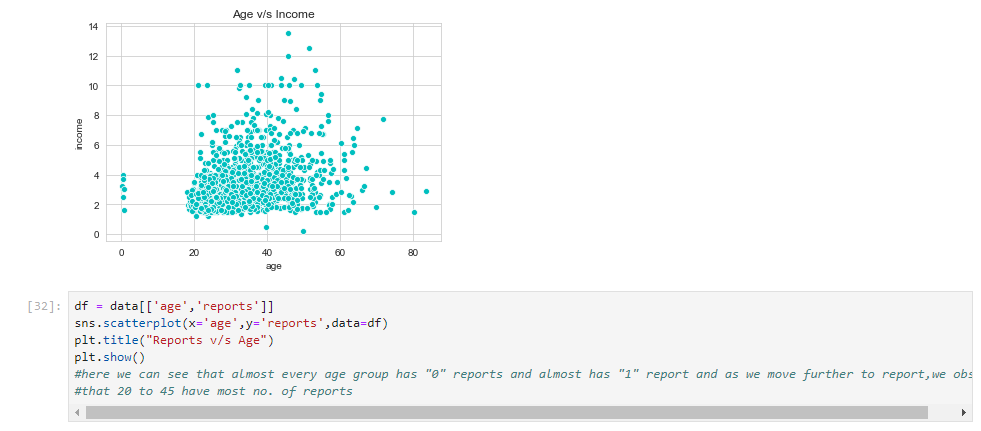 Age v/s Income
14
12
10
8
6
4
2
0
income
0 20 40 60 80
age
[32]:
df = data[['age','reports']]
sns.scatterplot(x='age',y='reports',data=df)
plt.title("Reports v/s Age")
plt.show()
#here we can see that almost every age group has "0" reports and almost has "1" report and as we move further to report,we obs
#that 20 to 45 have most no. of reports